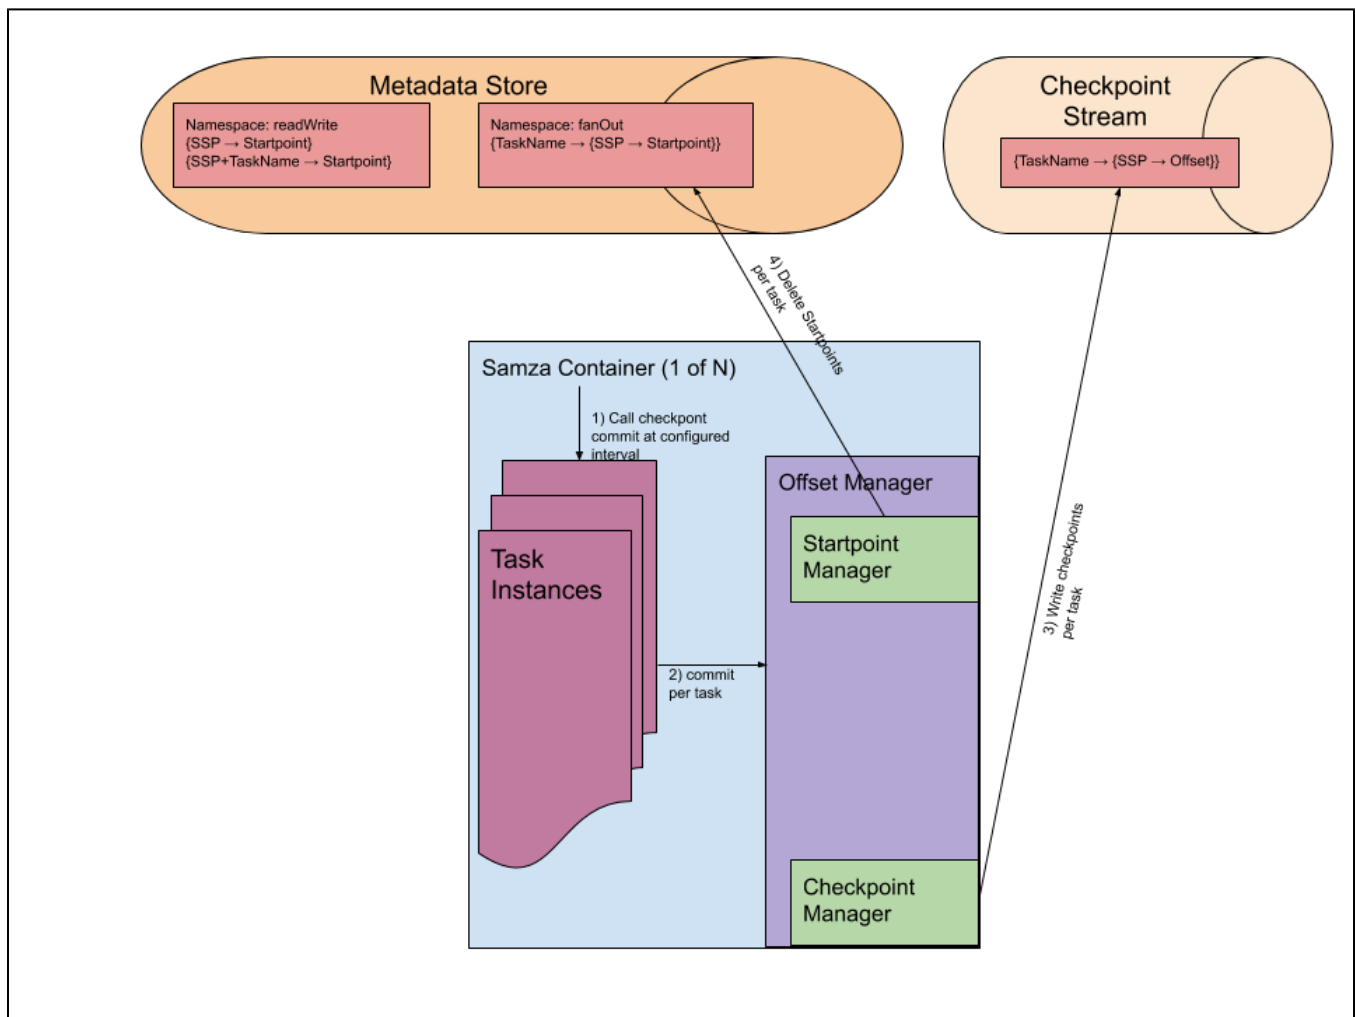 Metadata Store
Namespace: readWrite
{SSP → Startpoint}
{SSP+TaskName → Startpoint}
Namespace: fanOut
{TaskName → {SSP → Startpoint}}
Checkpoint
Stream
{TaskName → {SSP → Offset}}
4) Delete Startpoints
per task
Samza Container (1 of N)
1) Call checkpont
commit at configured
interval
Task
Instances
2) commit
per task
Offset Manager
Startpoint
Manager
3) Write checkpoints
per task
Checkpoint
Manager